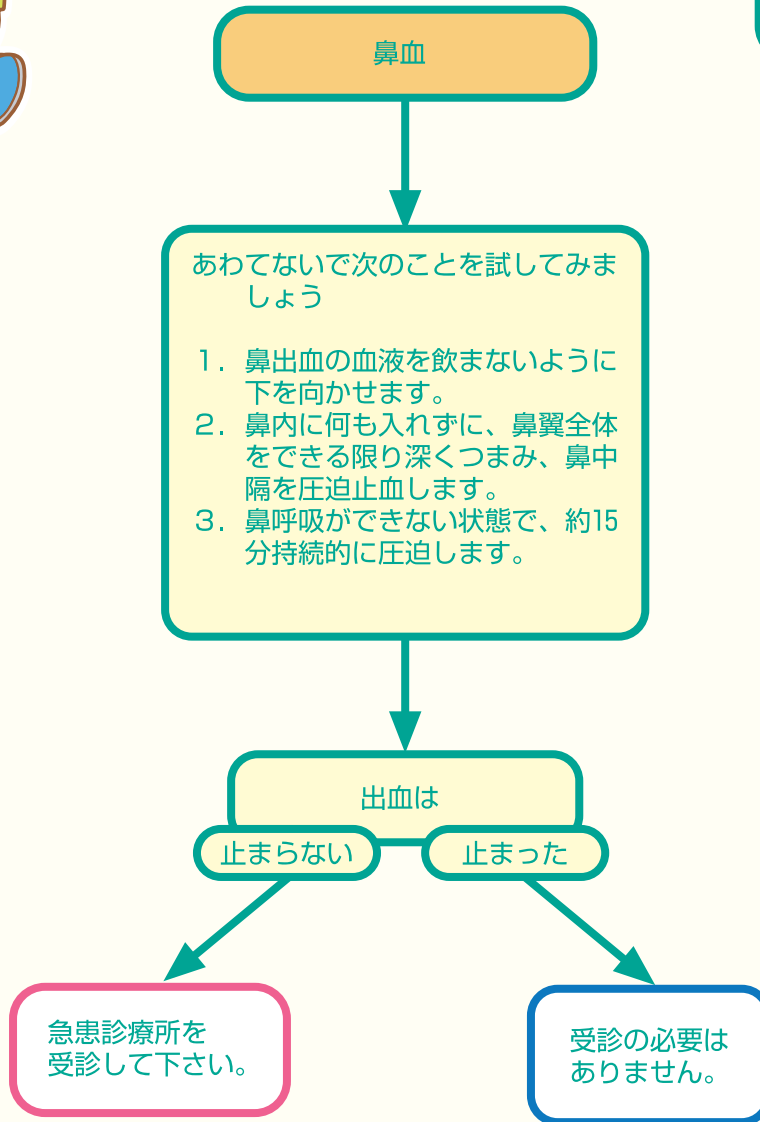 鼻血
あわてないで次のことを試してみま
しょう
１．鼻出血の血液を飲まないように
下を向かせます。
２．鼻内に何も入れずに、鼻翼全体
をできる限り深くつまみ、鼻中
隔を圧迫止血します。
３．鼻呼吸ができない状態で、約15
分持続的に圧迫します。
出血は
止まらない
止まった
急患診療所を
受診して下さい。
受診の必要は
ありません。